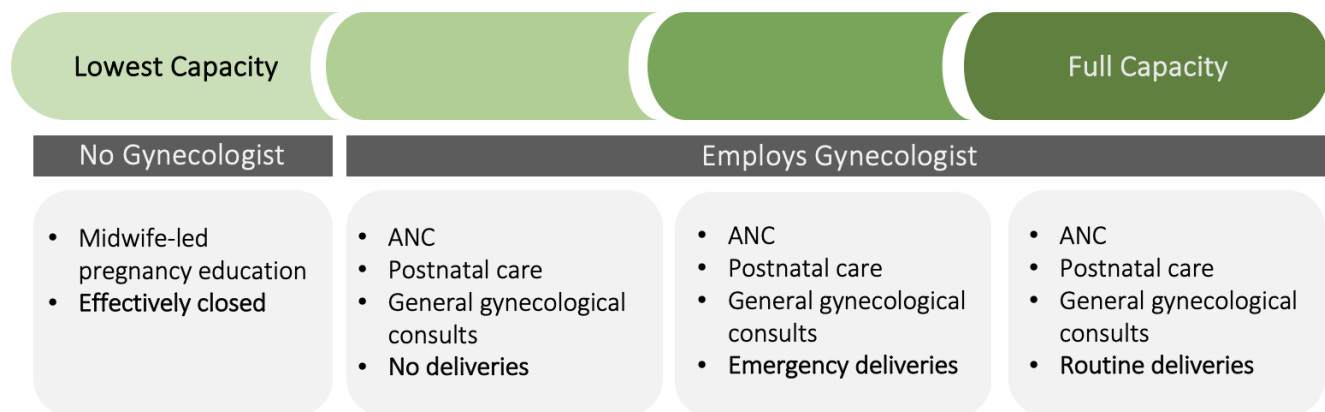 Lowest Capacity
Full Capacity
No Gynecologist
Employs Gynecologist
• Midwife-led
pregnancy education
• Effectively closed
• ANC
• Postnatal care
• General gynecological
consults
• No deliveries
• ANC
• Postnatal care
• General gynecological
consults
• Emergency deliveries
• ANC
• Postnatal care
• General gynecological
consults
• Routine deliveries